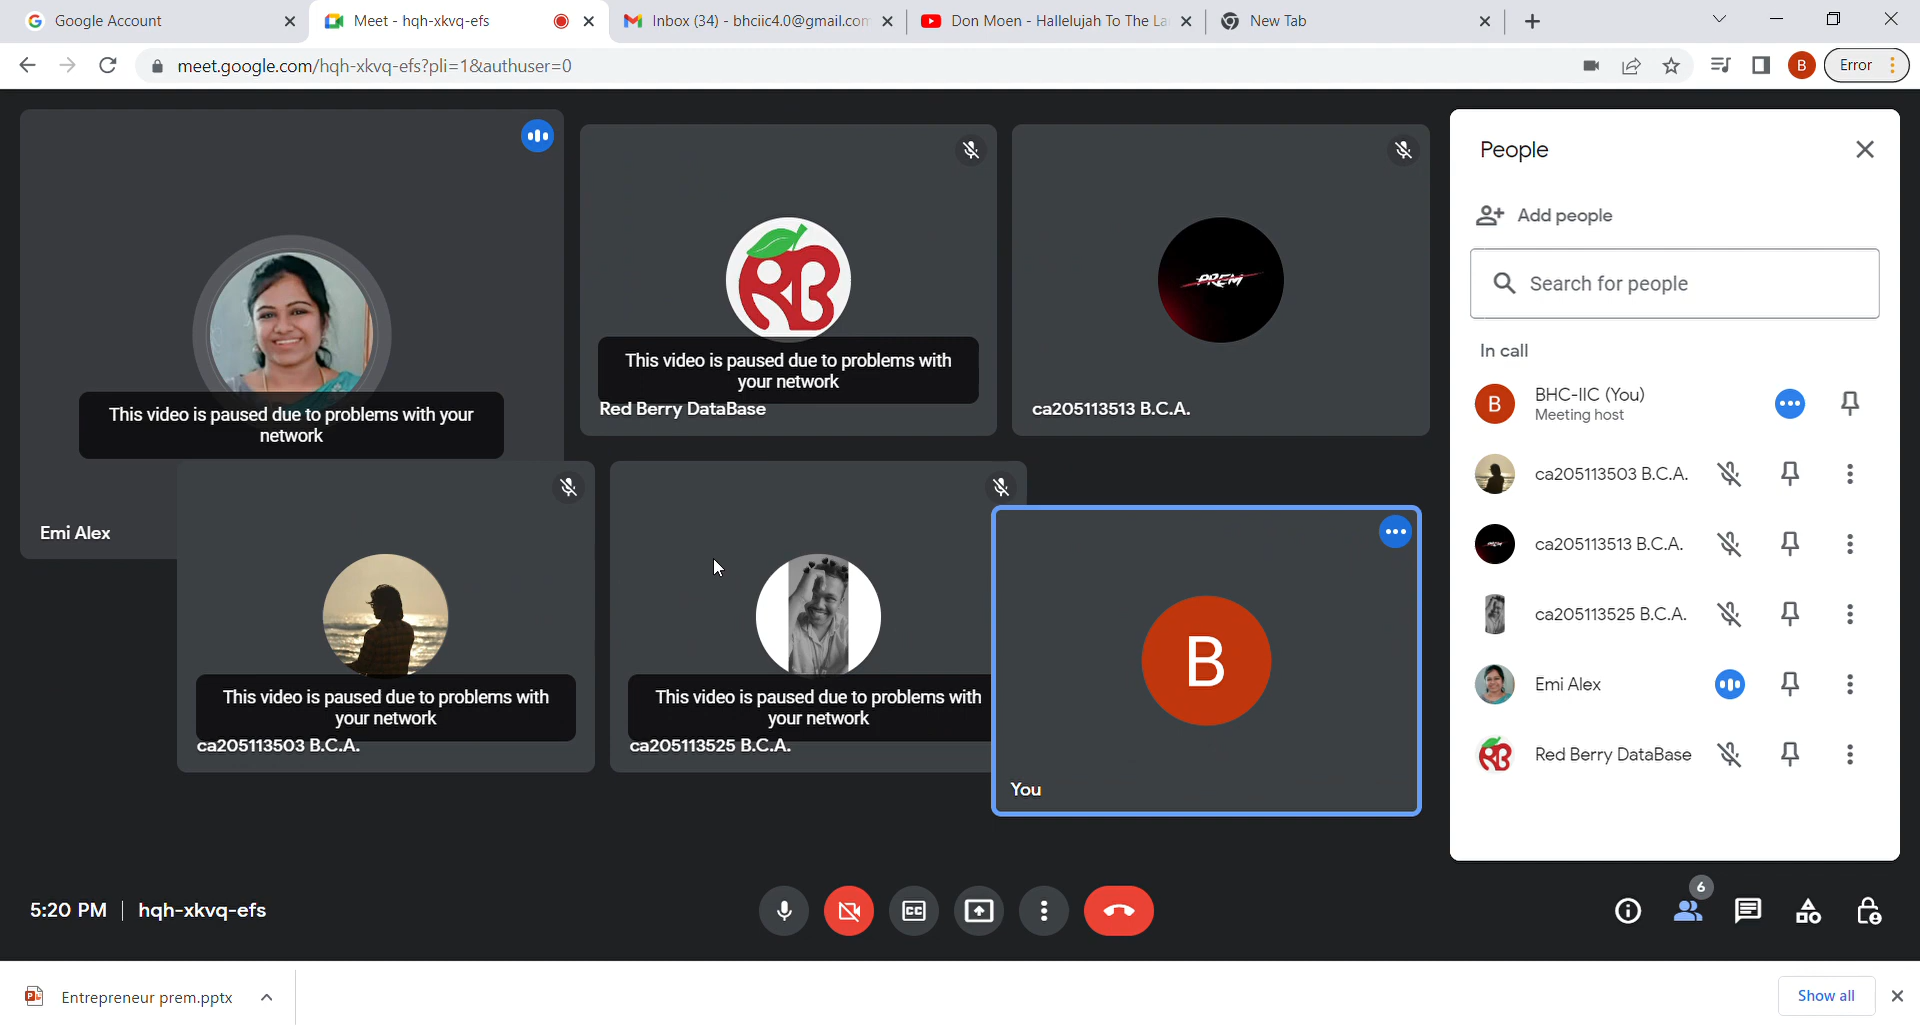 Google Account
Meet - hqh-xkvq-efs
Inbox (34) - bhciic4.0@gmail.com
Don Moen - Hallelujah To The La
New Tab
meet.google.com/hqh-xkvq-efs?pli=1&authuser=0
B
Error
This video is paused due to problems with your
network
Emi Alex
RB
This video is paused due to problems with
your network
Red Berry DataBase
PREM
ca205113513 B.C.A.
This video is paused due to problems with
your network
ca205113503 B.C.A.
This video is paused due to problems with
your network
ca205113525 B.C.A.
B
You
People
Add people
Search for people
In call
B
BHC-IIC (You)
Meeting host
ca205113503 B.C.A.
ca205113513 B.C.A.
ca205113525 B.C.A.
Emi Alex
RB
Red Berry DataBase
5:20 PM | hqh-xkvq-efs
CC
6
Entrepreneur prem.pptx
Show all